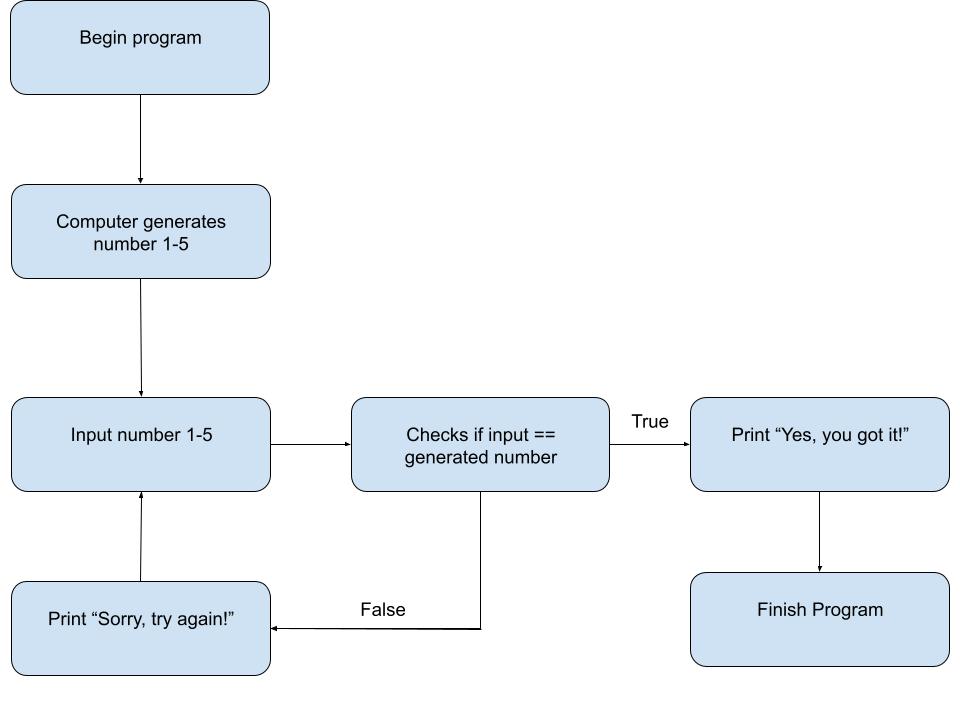 Begin program
Computer generates
number 1-5
Input number 1-5
Checks if input ==
generated number
True
Print “Yes, you got it!”
Print “Sorry, try again!”
False
Finish Program